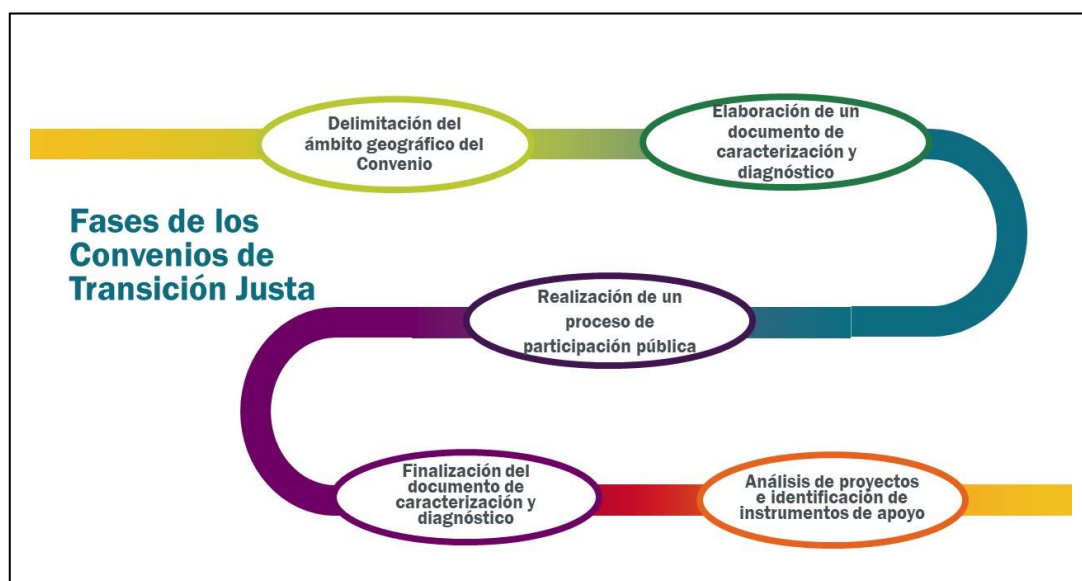 Delimitación del
ámbito geográfico del
Convenio
Elaboración de un
documento de
caracterización y
diagnóstico
Fases de los
Convenios de
Transición Justa
Realización de un
proceso de
participación pública
Finalización del
documento de
caracterización y
diagnóstico
Análisis de proyectos
e identificación de
instrumentos de apoyo